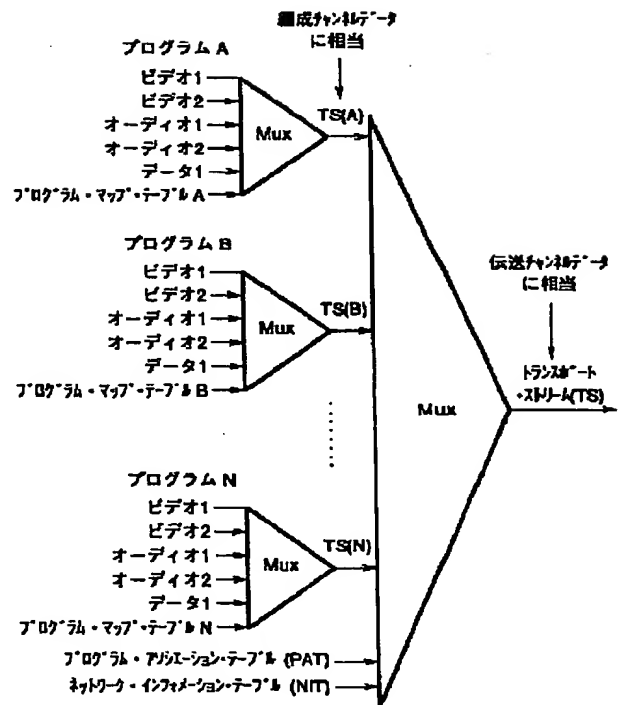 編成チャンネルデータ
に相当
プログラム A
ビデオ1
ビデオ2
オーディオ1
オーディオ2
データ1
プログラム・マップ・テーブル A
Mux
TS(A)
プログラム B
ビデオ1
ビデオ2
オーディオ1
オーディオ2
データ1
プログラム・マップ・テーブル B
Mux
TS(B)
伝送チャンネルデータ
に相当
トランスポート
・ストリーム(TS)
Mux
プログラム N
ビデオ1
ビデオ2
オーディオ1
オーディオ2
データ1
プログラム・マップ・テーブル N
Mux
TS(N)
プログラム・アソシエーション・テーブル (PAT)
ネットワーク・インフォメーション・テーブル (NIT)